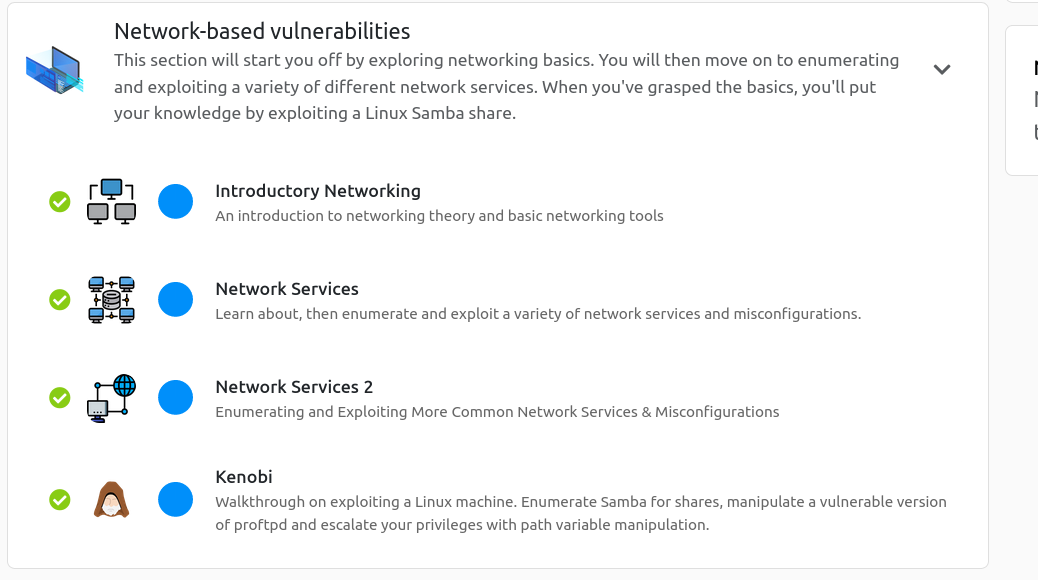 Network-based vulnerabilities
This section will start you off by exploring networking basics. You will then move on to enumerating
and exploiting a variety of different network services. When you've grasped the basics, you'll put
your knowledge by exploiting a Linux Samba share.
Introductory Networking
An introduction to networking theory and basic networking tools
Network Services
Learn about, then enumerate and exploit a variety of network services and misconfigurations.
Network Services 2
Enumerating and Exploiting More Common Network Services & Misconfigurations
Kenobi
Walkthrough on exploiting a Linux machine. Enumerate Samba for shares, manipulate a vulnerable version
of proftpd and escalate your privileges with path variable manipulation.